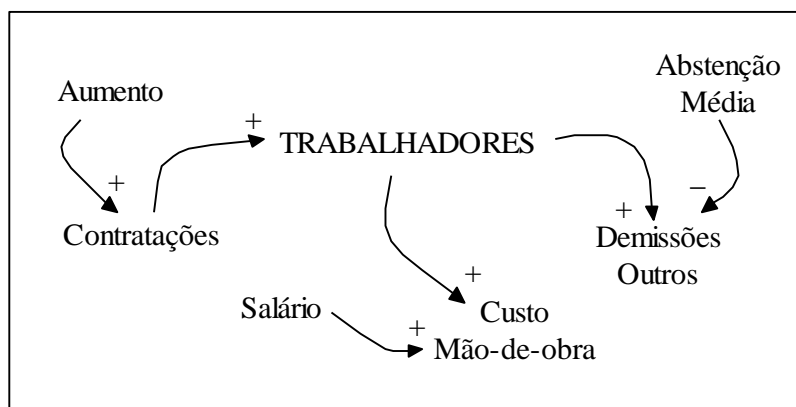 Aumento
Abstenção
Média
+
TRABALHADORES
+
–
+
Contratações
Demissões
Outros
+
Salário
Custo
+
Mão-de-obra